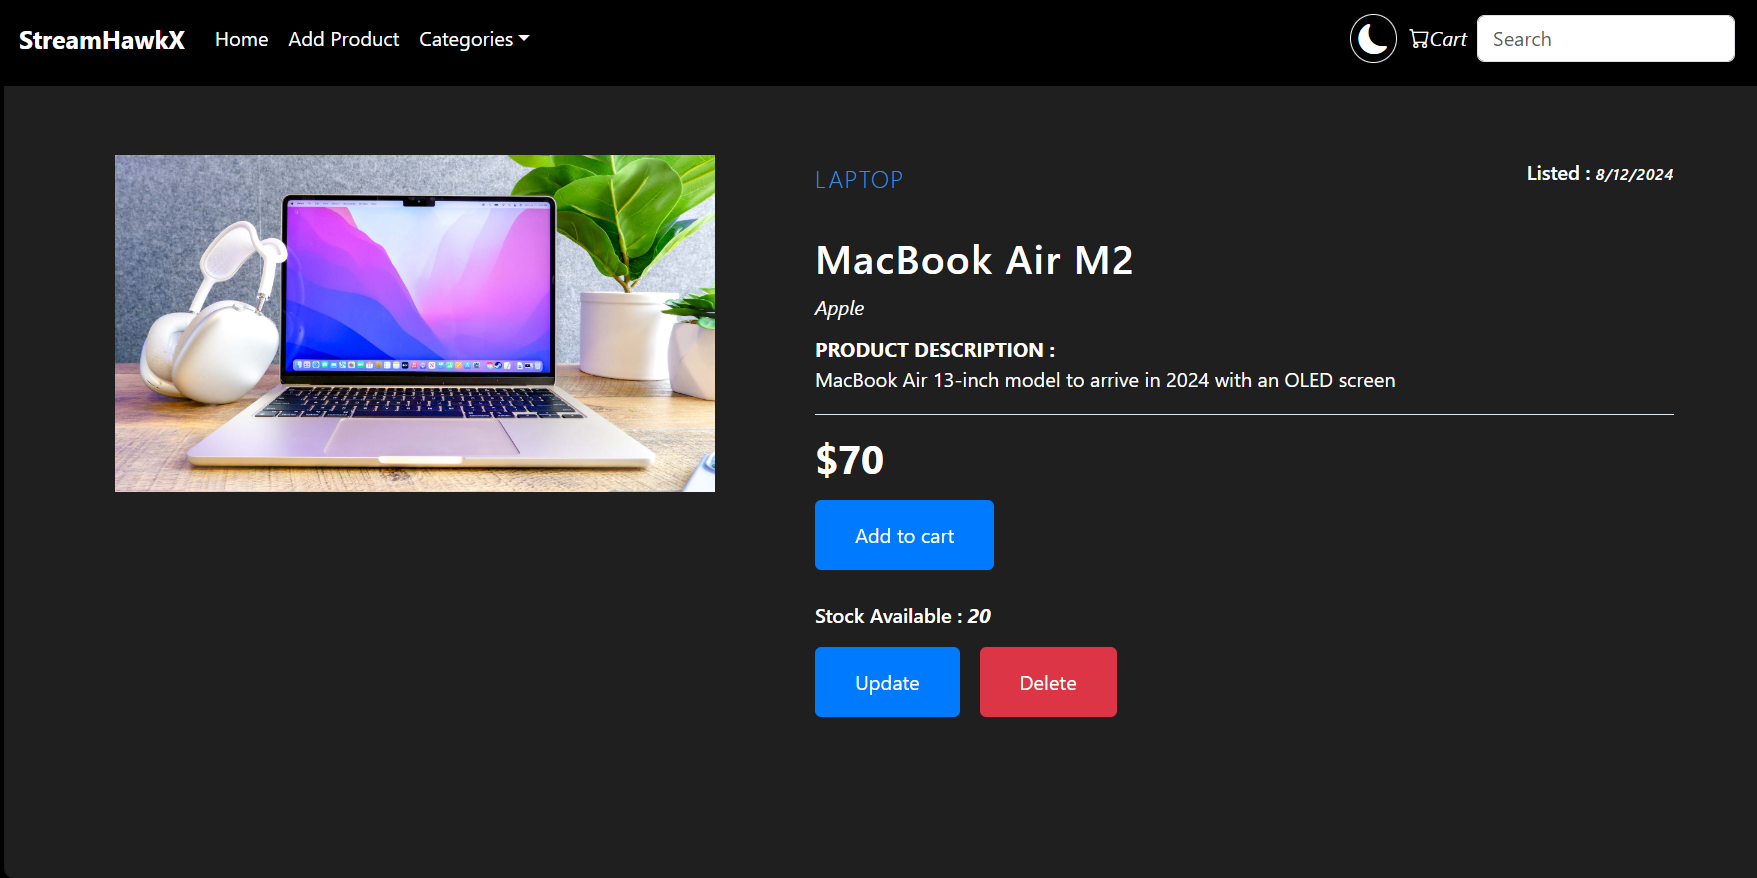 StreamHawkX Home Add Product Categories Cart Search
LAPTOP Listed : 8/12/2024
MacBook Air M2
Apple
PRODUCT DESCRIPTION :
MacBook Air 13-inch model to arrive in 2024 with an OLED screen
$70
Add to cart
Stock Available : 20
Update Delete